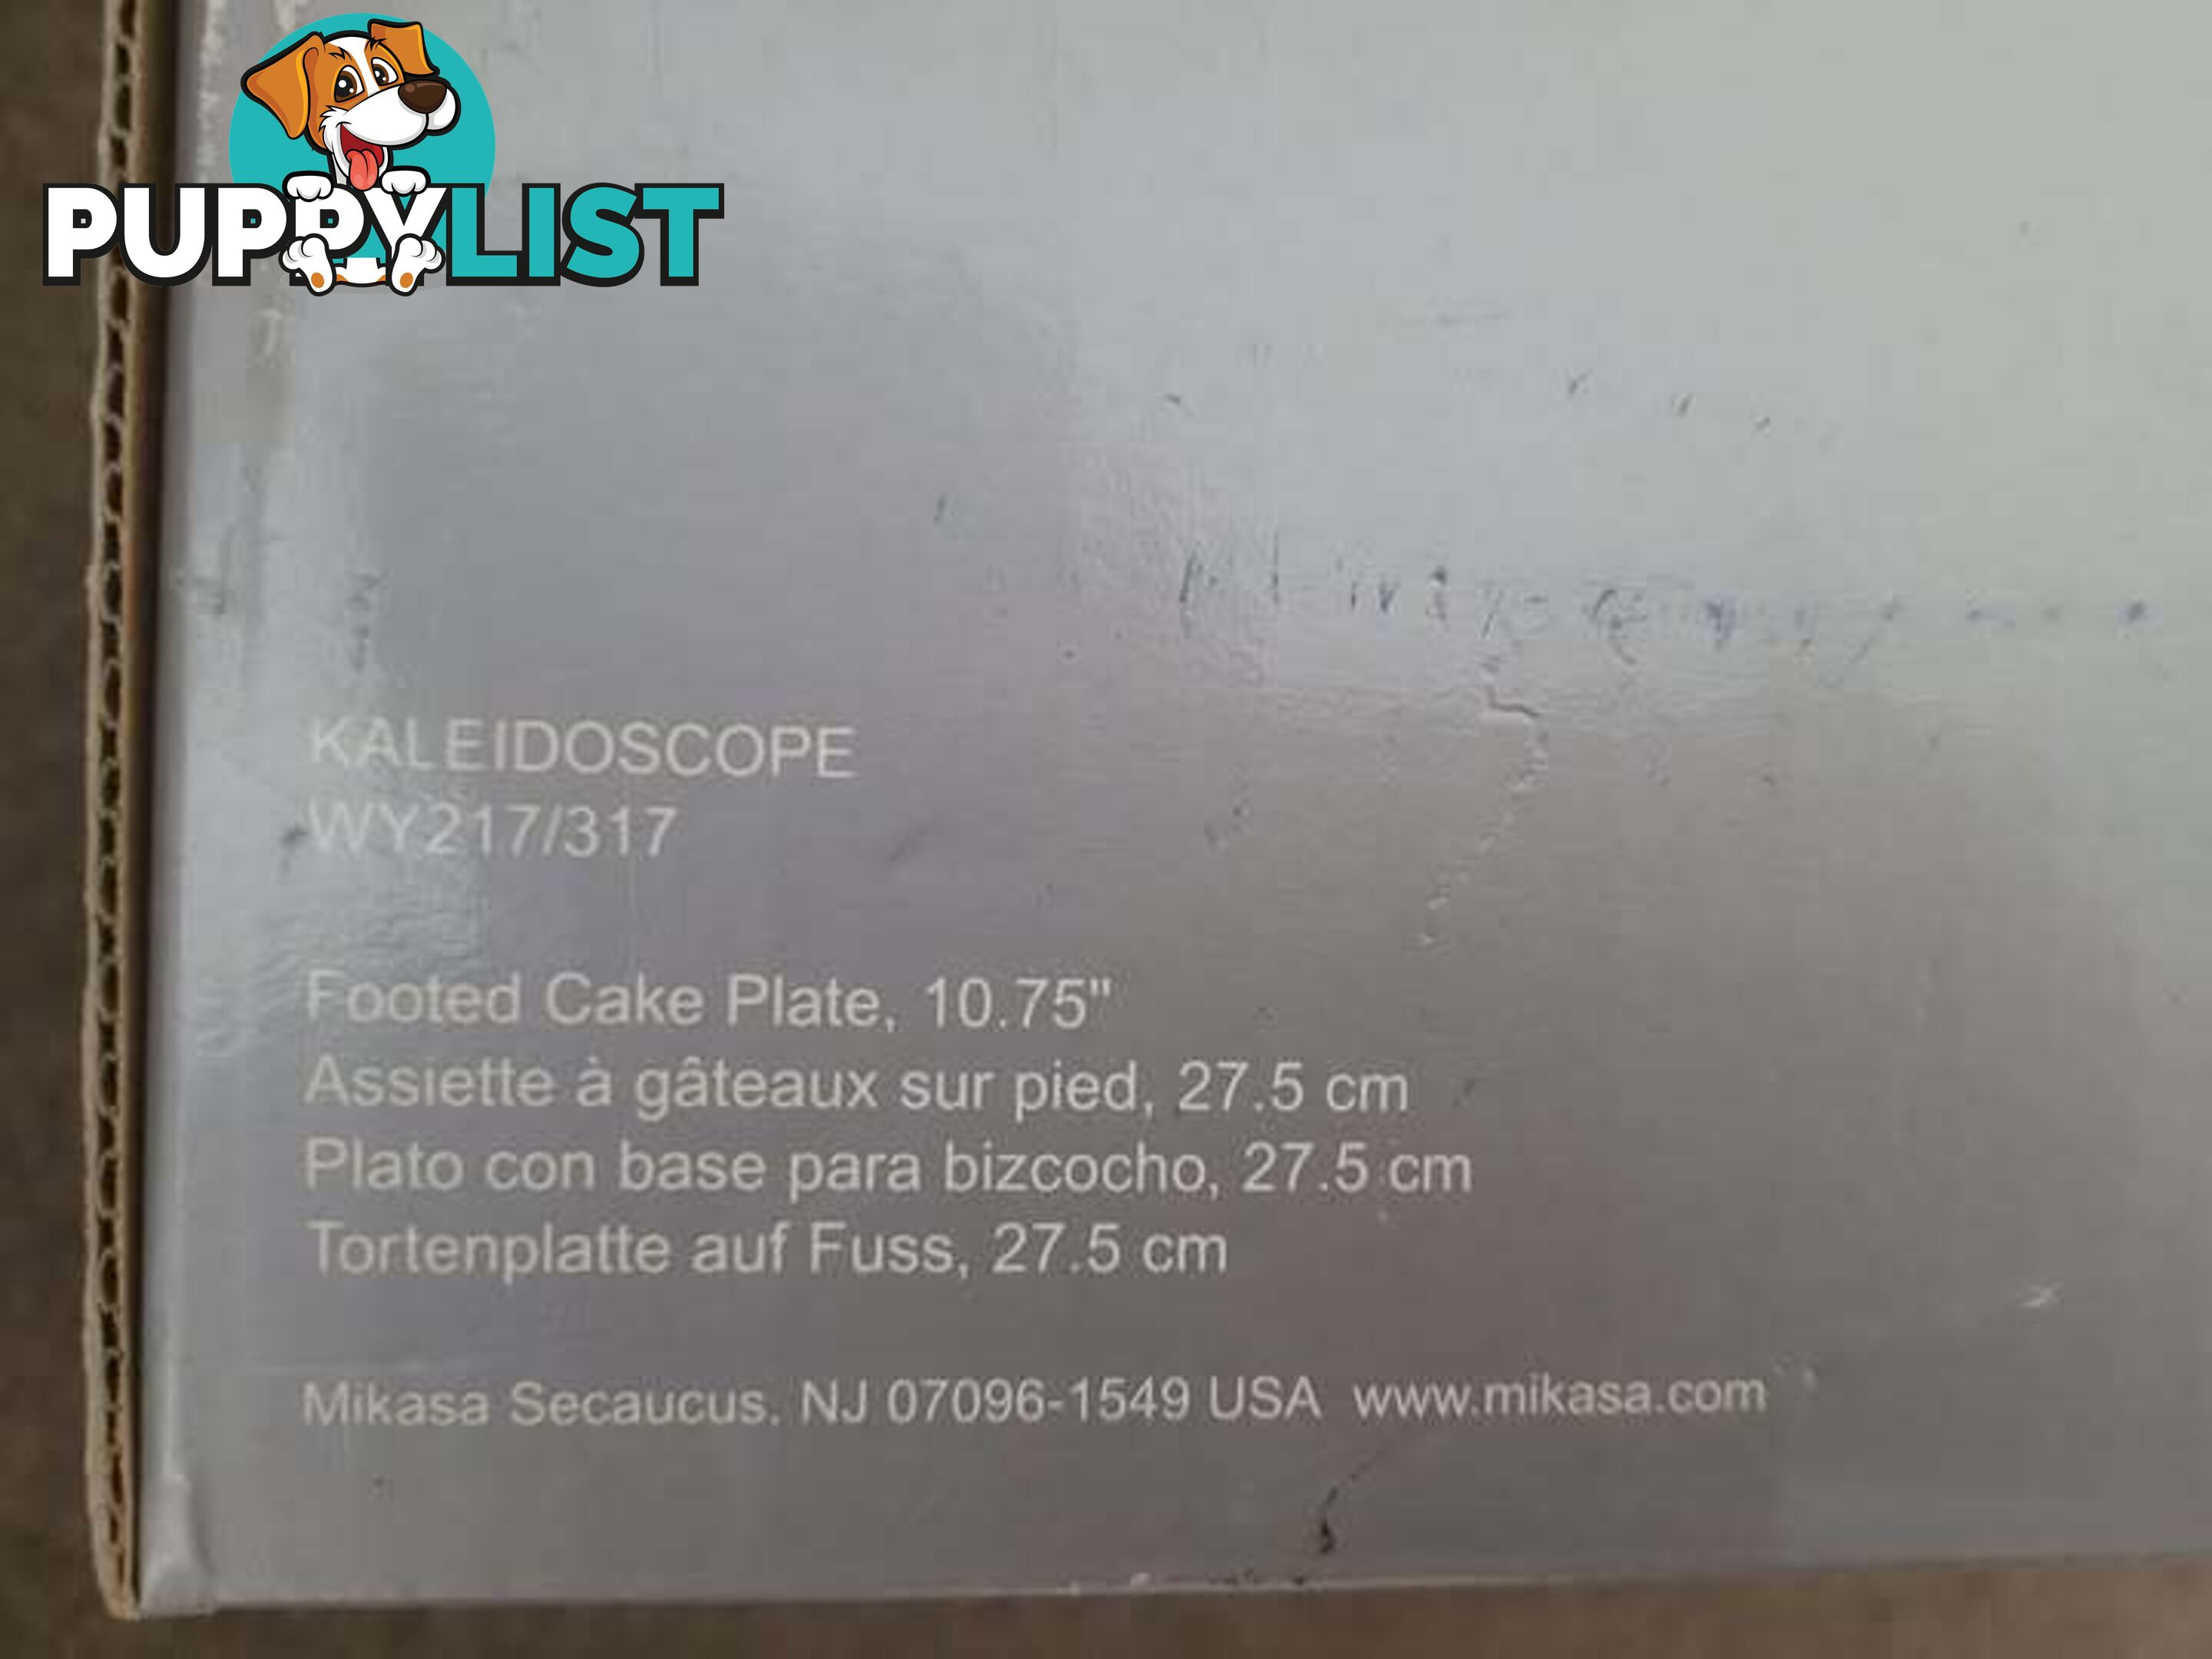 PUPPYLIST
KALEIDOSCOPE
WY217/317
Footed Cake Plate, 10.75"
Assiette à gâteaux sur pied, 27.5 cm
Plato con base para bizcocho, 27.5 cm
Tortenplatte auf Fuss, 27.5 cm
Mikasa Secaucus. NJ 07096-1549 USA www.mikasa.com